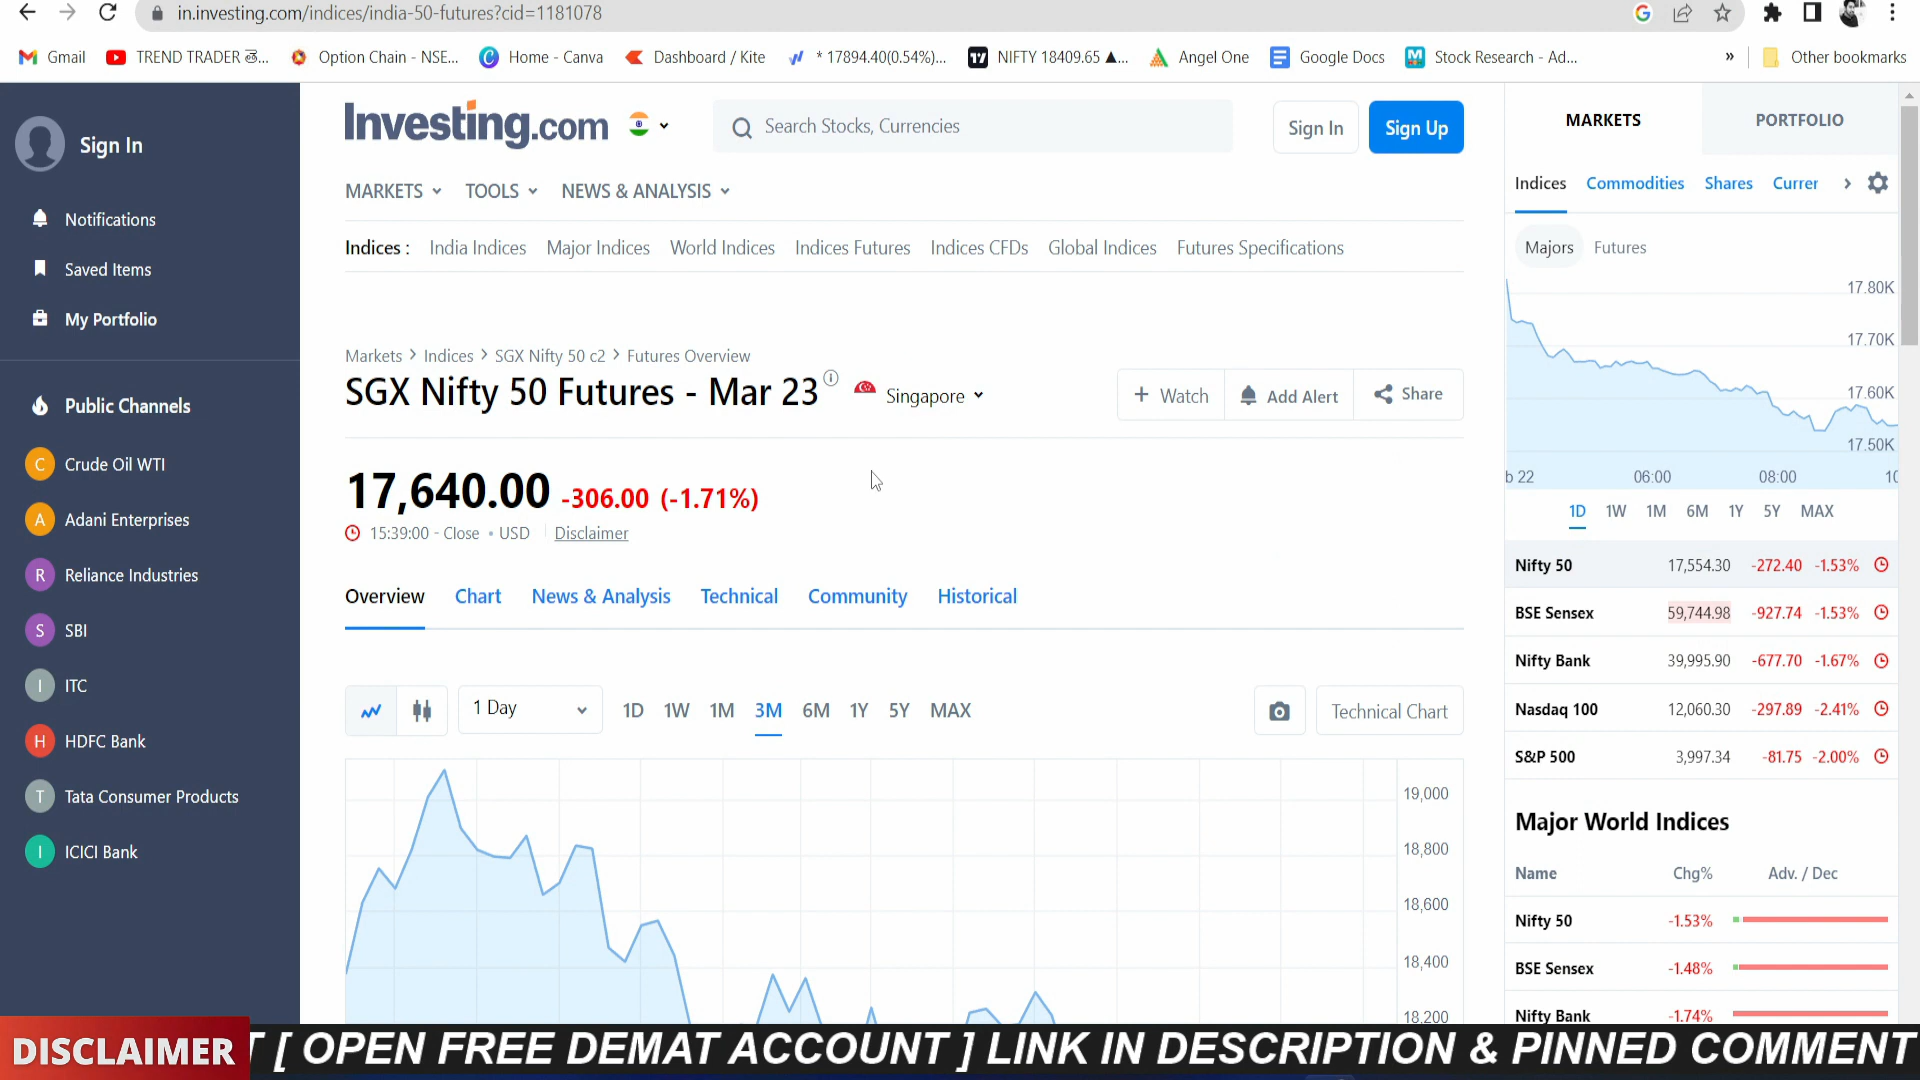 in.investing.com/indices/india-50-futures?cid=1181078
Gmail
TREND TRADER తె...
Option Chain - NSE...
Home - Canva
Dashboard / Kite
* 17894.40(0.54%)...
NIFTY 18409.65 ▲...
Angel One
Google Docs
Stock Research - Ad...
»
Other bookmarks
Sign In
Notifications
Saved Items
My Portfolio
Public Channels
C Crude Oil WTI
A Adani Enterprises
R Reliance Industries
S SBI
I ITC
H HDFC Bank
T Tata Consumer Products
I ICICI Bank
Investing.com
Search Stocks, Currencies
Sign In
Sign Up
MARKETS
TOOLS
NEWS & ANALYSIS
Indices : India Indices Major Indices World Indices Indices Futures Indices CFDs Global Indices Futures Specifications
Markets > Indices > SGX Nifty 50 c2 > Futures Overview
SGX Nifty 50 Futures - Mar 23
Singapore
+ Watch
Add Alert
Share
17,640.00 -306.00 (-1.71%)
15:39:00 - Close • USD Disclaimer
Overview Chart News & Analysis Technical Community Historical
1 Day
1D 1W 1M 3M 6M 1Y 5Y MAX
Technical Chart
19,000
18,800
18,600
18,400
18,200
MARKETS PORTFOLIO
Indices Commodities Shares Currer
Majors Futures
17.80K
17.70K
17.60K
17.50K
b 22 06:00 08:00 10
1D 1W 1M 6M 1Y 5Y MAX
Nifty 50 17,554.30 -272.40 -1.53%
BSE Sensex 59,744.98 -927.74 -1.53%
Nifty Bank 39,995.90 -677.70 -1.67%
Nasdaq 100 12,060.30 -297.89 -2.41%
S&P 500 3,997.34 -81.75 -2.00%
Major World Indices
Name Chg% Adv. / Dec
Nifty 50 -1.53%
BSE Sensex -1.48%
Nifty Bank -1.74%
DISCLAIMER
T [ OPEN FREE DEMAT ACCOUNT ] LINK IN DESCRIPTION & PINNED COMMENT